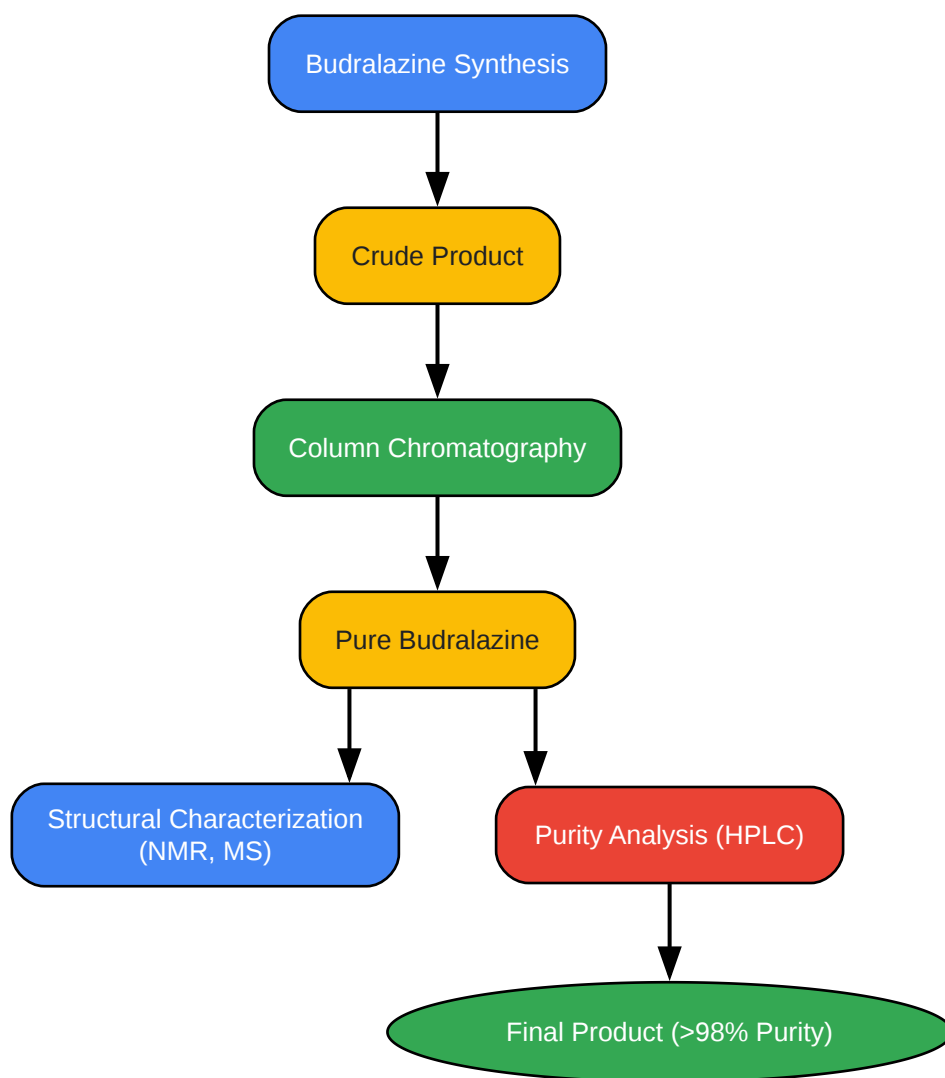 Budralazine Synthesis
Crude Product
Column Chromatography
Pure Budralazine
Structural Characterization
(NMR, MS)
Purity Analysis (HPLC)
Final Product (>98% Purity)